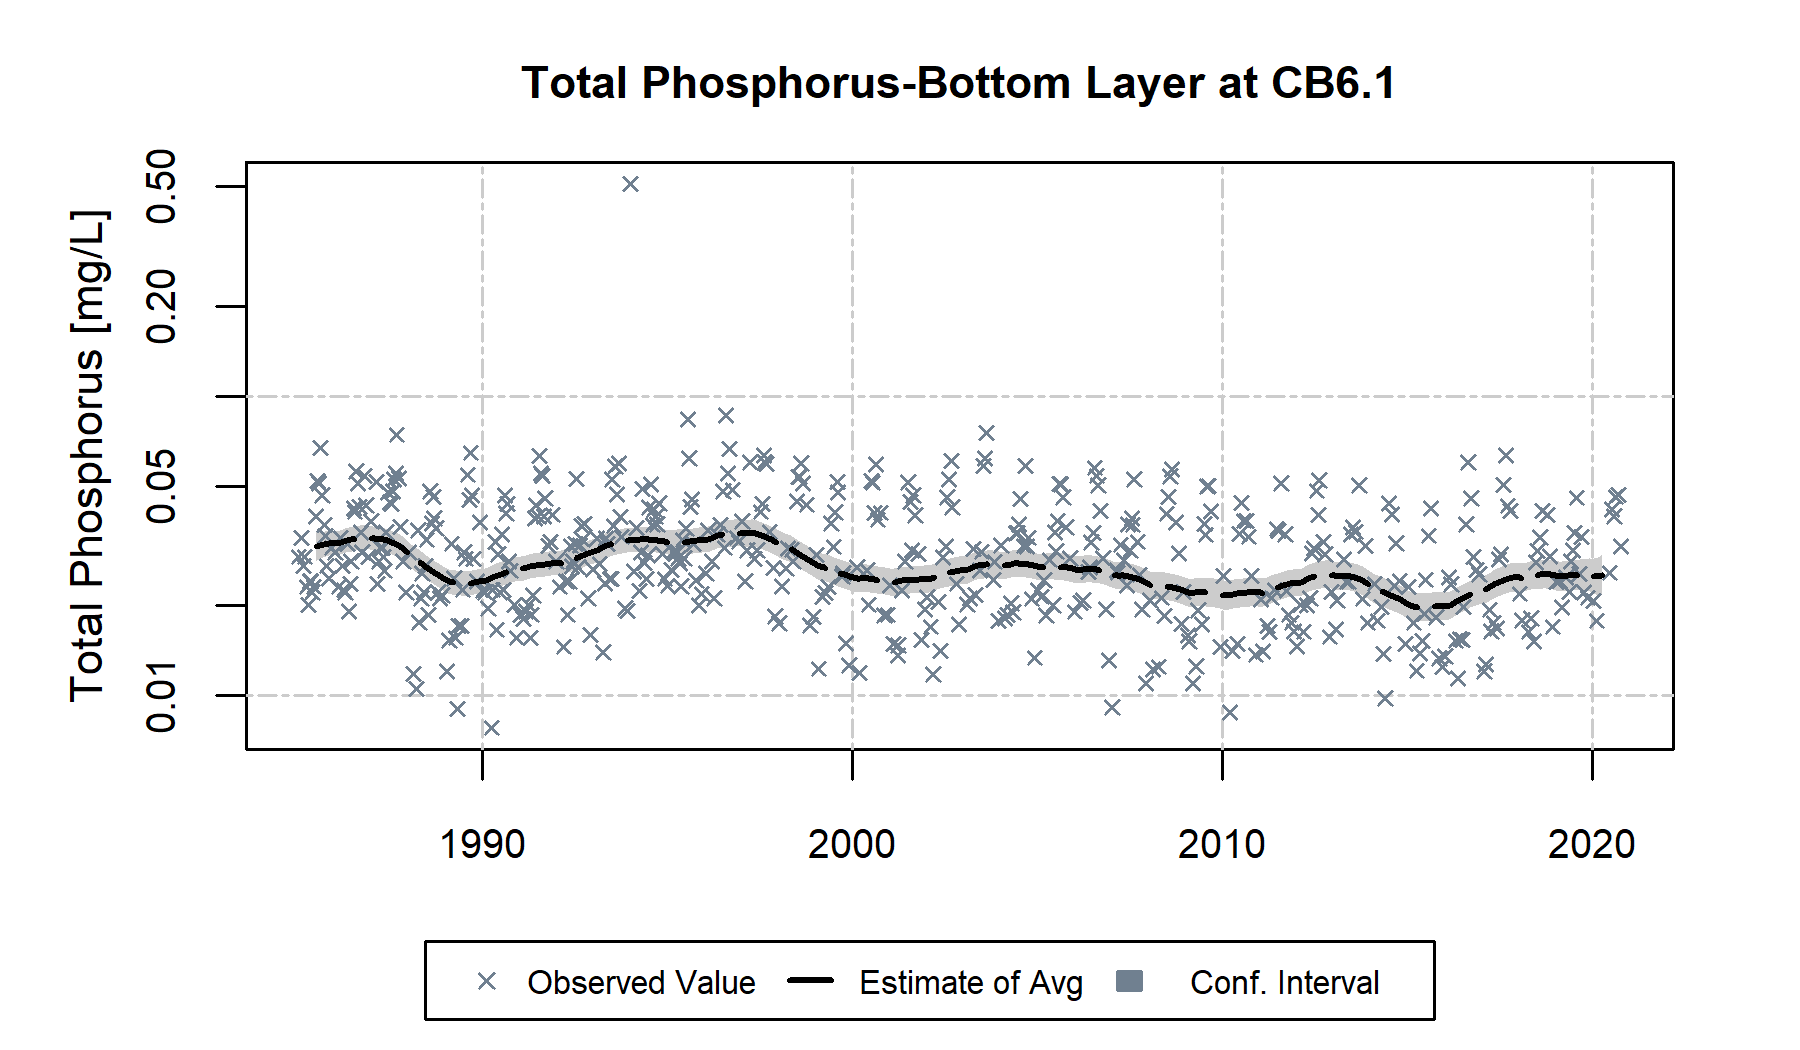 Total Phosphorus-Bottom Layer at CB6.1
Total Phosphorus [mg/L]
0.50
0.20
0.05
0.01
1990
2000
2010
2020
Observed Value
Estimate of Avg
Conf. Interval